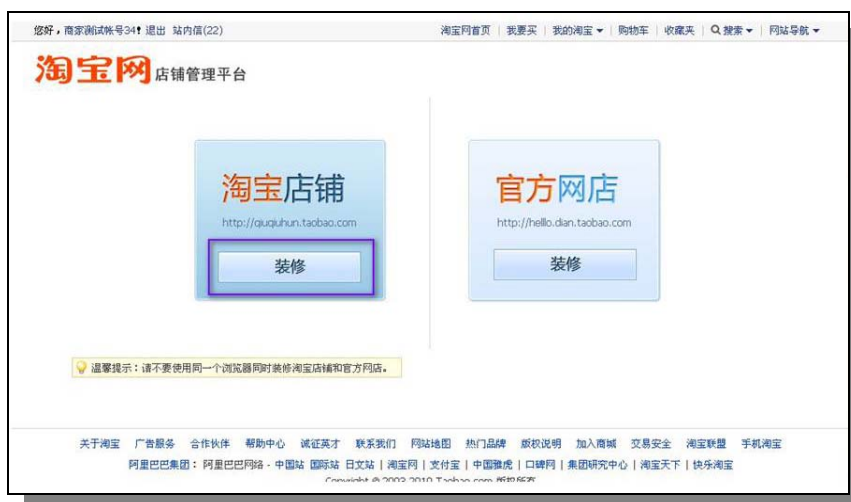 您好，商家测试帐号34! 退出 站内信(22)
淘宝网首页 | 我要买 | 我的淘宝 | 购物车 | 收藏夹 | 搜索 | 网站导航
淘宝网 店铺管理平台
淘宝店铺
http://qiuqiuhun.taobao.com
装修
官方网店
http://hello.dian.taobao.com
装修
温馨提示：请不要使用同一个浏览器同时装修淘宝店铺和官方网店。
关于淘宝 广告服务 合作伙伴 帮助中心 诚征英才 联系我们 网站地图 热门品牌 版权说明 加入商城 交易安全 淘宝联盟 手机淘宝
阿里巴巴集团：阿里巴巴网络 - 中国站 国际站 日文站 | 淘宝网 | 支付宝 | 中国雅虎 | 口碑网 | 集团研究中心 | 淘宝天下 | 快乐淘宝
Copyright © 2003-2010 Taobao.com 版权所有